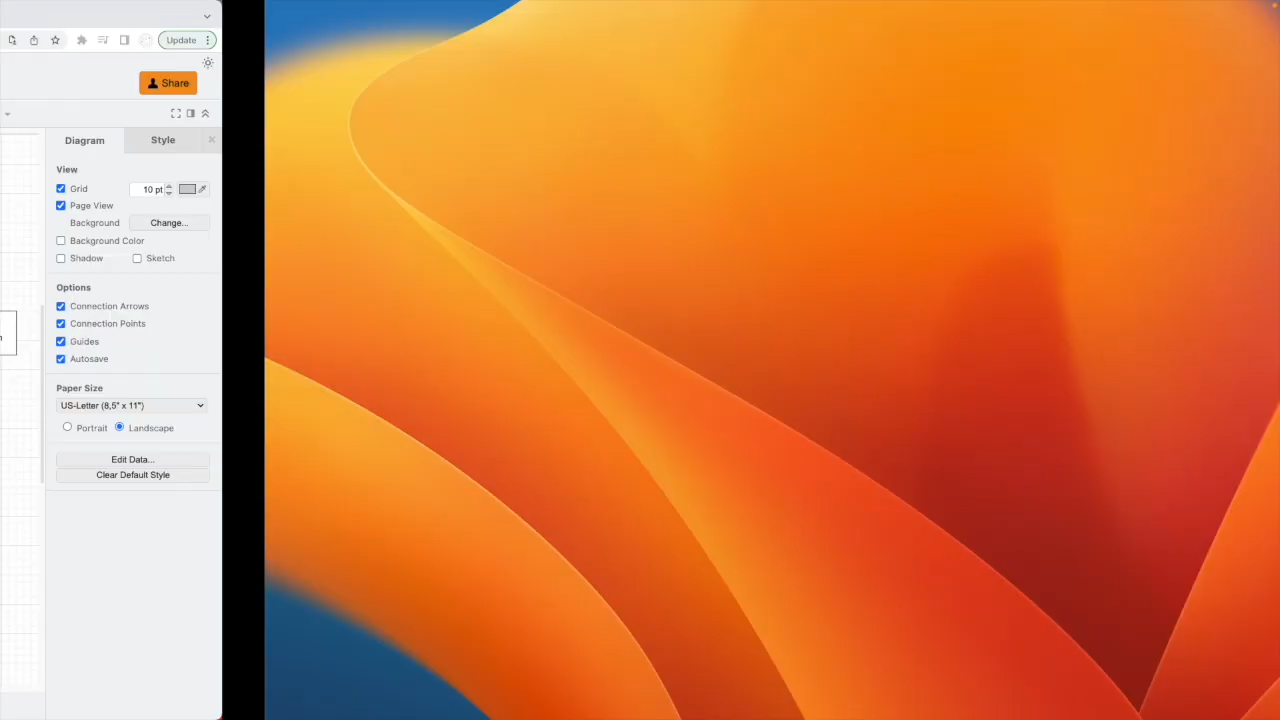 Update
Share
Diagram
Style
View
Grid
10 pt
Page View
Background
Change...
Background Color
Shadow
Sketch
Options
Connection Arrows
Connection Points
Guides
Autosave
Paper Size
US-Letter (8,5" x 11")
Portrait
Landscape
Edit Data...
Clear Default Style